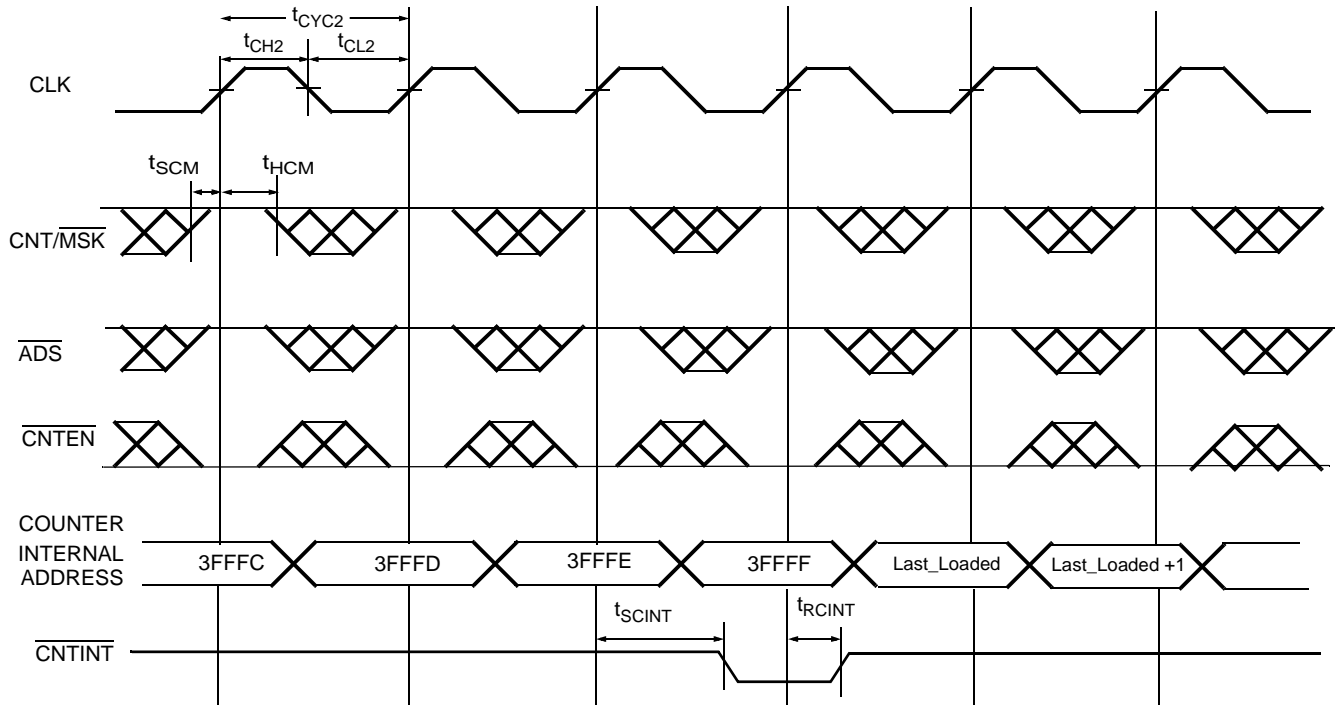 tCYC2
tCH2 tCL2
CLK
tSCM tHCM
CNT/MSK
ADS
CNTEN
COUNTER
INTERNAL
ADDRESS
3FFFC 3FFFD 3FFFE 3FFFF Last_Loaded Last_Loaded +1
tSCINT tRCINT
CNTINT